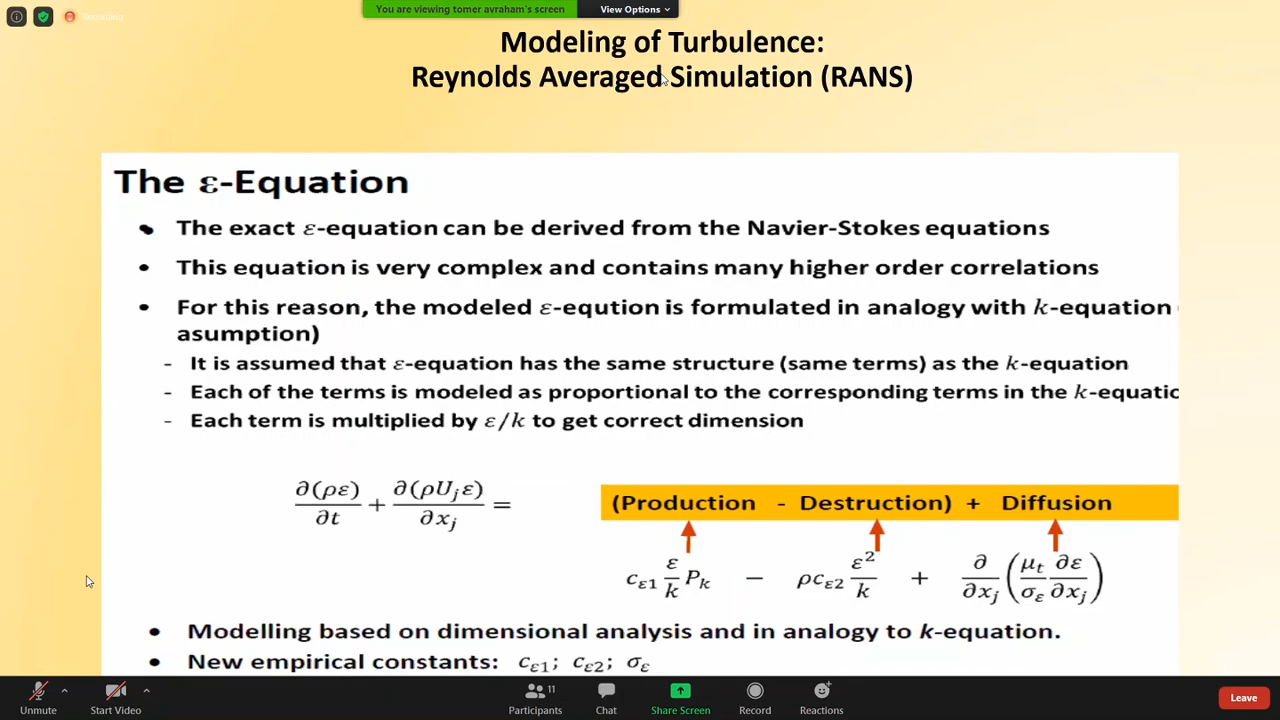 Recording
You are viewing tomer avraham's screen
View Options
Modeling of Turbulence:
Reynolds Averaged Simulation (RANS)
The ε-Equation
• The exact ε-equation can be derived from the Navier-Stokes equations
• This equation is very complex and contains many higher order correlations
• For this reason, the modeled ε-eqution is formulated in analogy with k-equation (
asumption)
- It is assumed that ε-equation has the same structure (same terms) as the k-equation
- Each of the terms is modeled as proportional to the corresponding terms in the k-equatic
- Each term is multiplied by ε/k to get correct dimension
∂(ρε)/∂t + ∂(ρU_jε)/∂x_j =
(Production - Destruction) + Diffusion
c_ε1 ε/k P_k − ρc_ε2 ε²/k + ∂/∂x_j (μ_t/σ_ε ∂ε/∂x_j)
• Modelling based on dimensional analysis and in analogy to k-equation.
• New empirical constants: c_ε1; c_ε2; σ_ε
Unmute
Start Video
11
Participants
Chat
Share Screen
Record
Reactions
Leave